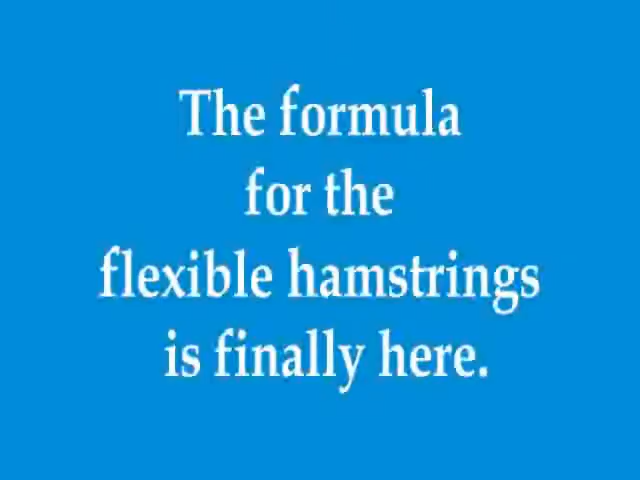 The formula
for the
flexible hamstrings
is finally here.